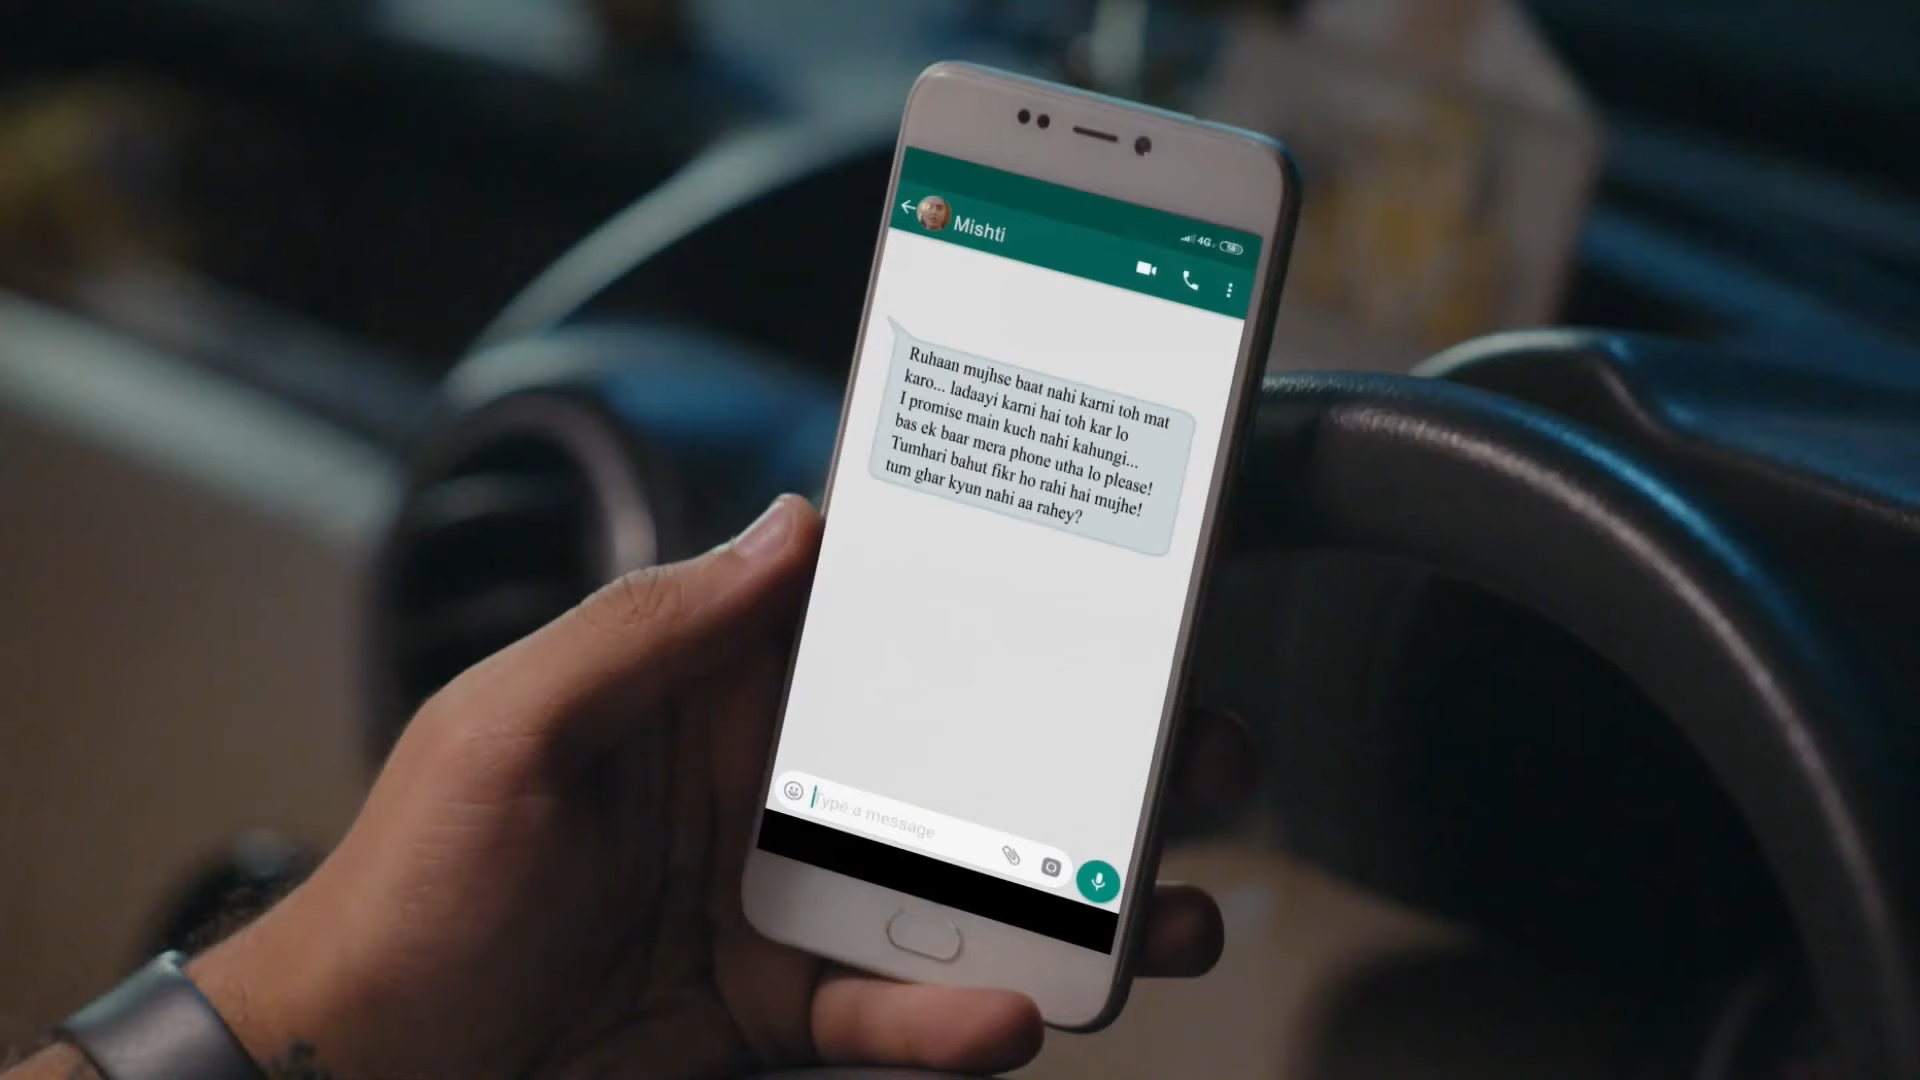 Mishti
4G
58
Ruhaan mujhse baat nahi karni toh mat
karo... ladaayi karni hai toh kar lo
I promise main kuch nahi kahungi...
bas ek baar mera phone utha lo please!
Tumhari bahut fikr ho rahi hai mujhe!
tum ghar kyun nahi aa rahey?
Type a message